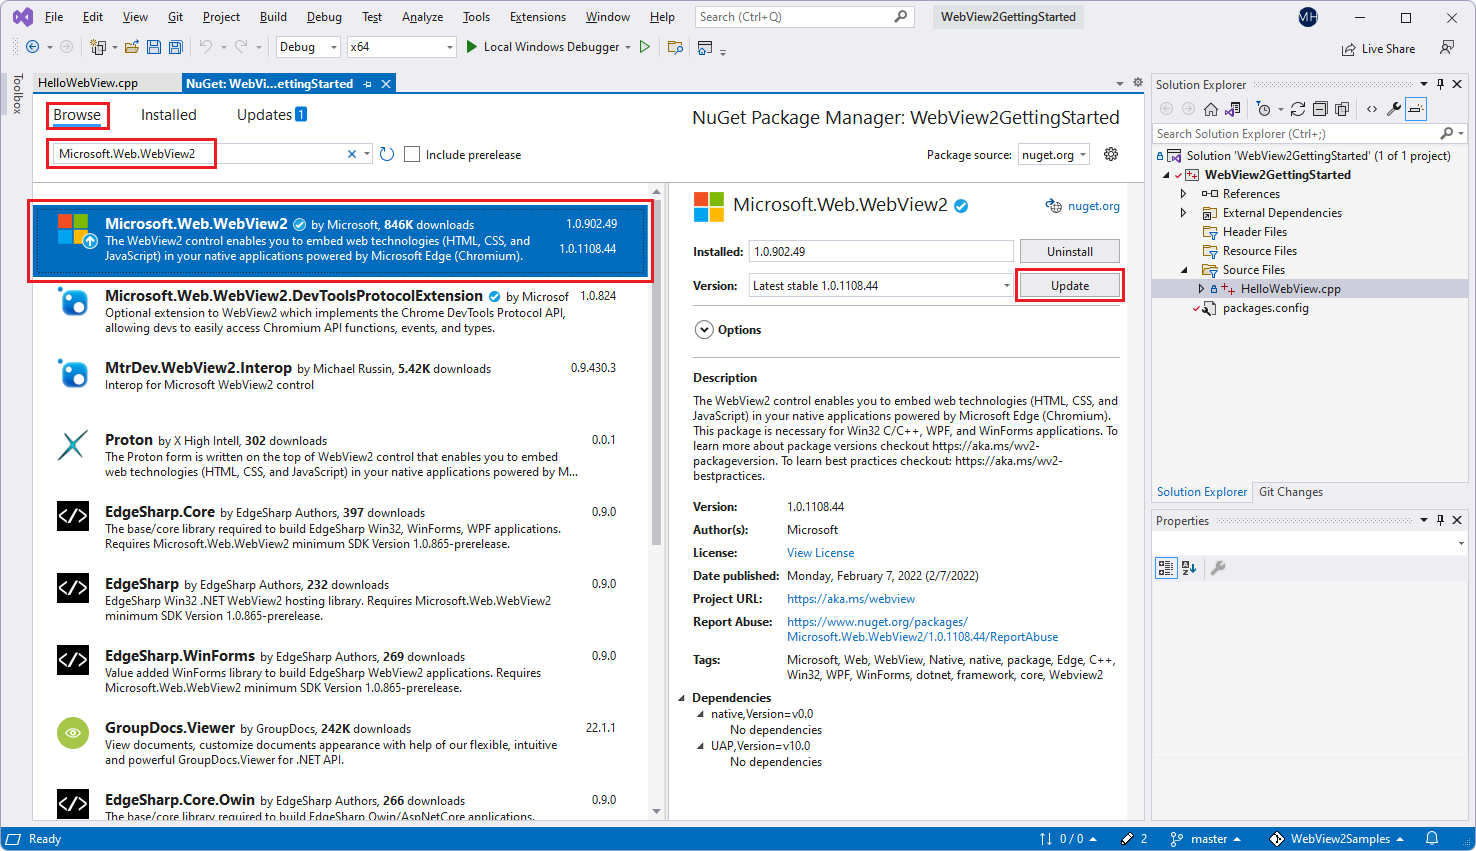 File Edit View Git Project Build Debug Test Analyze Tools Extensions Window Help Search (Ctrl+Q) WebView2GettingStarted MH
Debug x64 Local Windows Debugger Live Share
Toolbox
HelloWebView.cpp NuGet: WebVi...ettingStarted
Browse Installed Updates 1
NuGet Package Manager: WebView2GettingStarted
Microsoft.Web.WebView2 Include prerelease Package source: nuget.org
Microsoft.Web.WebView2 by Microsoft, 846K downloads 1.0.902.49
The WebView2 control enables you to embed web technologies (HTML, CSS, and 1.0.1108.44
JavaScript) in your native applications powered by Microsoft Edge (Chromium).
Microsoft.Web.WebView2.DevToolsProtocolExtension by Microsof 1.0.824
Optional extension to WebView2 which implements the Chrome DevTools Protocol API,
allowing devs to easily access Chromium API functions, events, and types.
MtrDev.WebView2.Interop by Michael Russin, 5.42K downloads 0.9.430.3
Interop for Microsoft WebView2 control
Proton by X High Intell, 302 downloads 0.0.1
The Proton form is written on the top of WebView2 control that enables you to embed
web technologies (HTML, CSS, and JavaScript) in your native applications powered by M...
EdgeSharp.Core by EdgeSharp Authors, 397 downloads 0.9.0
The base/core library required to build EdgeSharp Win32, WinForms, WPF applications.
Requires Microsoft.Web.WebView2 minimum SDK Version 1.0.865-prerelease.
EdgeSharp by EdgeSharp Authors, 232 downloads 0.9.0
EdgeSharp Win32 .NET WebView2 hosting library. Requires Microsoft.Web.WebView2
minimum SDK Version 1.0.865-prerelease.
EdgeSharp.WinForms by EdgeSharp Authors, 269 downloads 0.9.0
Value added WinForms library to build EdgeSharp WebView2 applications. Requires
Microsoft.Web.WebView2 minimum SDK Version 1.0.865-prerelease.
GroupDocs.Viewer by GroupDocs, 242K downloads 22.1.1
View documents, customize documents appearance with help of our flexible, intuitive
and powerful GroupDocs.Viewer for .NET API.
EdgeSharp.Core.Owin by EdgeSharp Authors, 266 downloads 0.9.0
The base/core library required to build EdgeSharp Owin/AspNetCore applications.
Microsoft.Web.WebView2 nuget.org
Installed: 1.0.902.49 Uninstall
Version: Latest stable 1.0.1108.44 Update
Options
Description
The WebView2 control enables you to embed web technologies (HTML, CSS, and
JavaScript) in your native applications powered by Microsoft Edge (Chromium).
This package is necessary for Win32 C/C++, WPF, and WinForms applications. To
learn more about package versions checkout https://aka.ms/wv2-
packageversion. To learn best practices checkout: https://aka.ms/wv2-
bestpractices.
Version: 1.0.1108.44
Author(s): Microsoft
License: View License
Date published: Monday, February 7, 2022 (2/7/2022)
Project URL: https://aka.ms/webview
Report Abuse: https://www.nuget.org/packages/
Microsoft.Web.WebView2/1.0.1108.44/ReportAbuse
Tags: Microsoft, Web, WebView, Native, native, package, Edge, C++,
Win32, WPF, WinForms, dotnet, framework, core, Webview2
Dependencies
native,Version=v0.0
No dependencies
UAP,Version=v10.0
No dependencies
Solution Explorer
Search Solution Explorer (Ctrl+;)
Solution 'WebView2GettingStarted' (1 of 1 project)
WebView2GettingStarted
References
External Dependencies
Header Files
Resource Files
Source Files
HelloWebView.cpp
packages.config
Solution Explorer Git Changes
Properties
Ready 0 / 0 2 master WebView2Samples